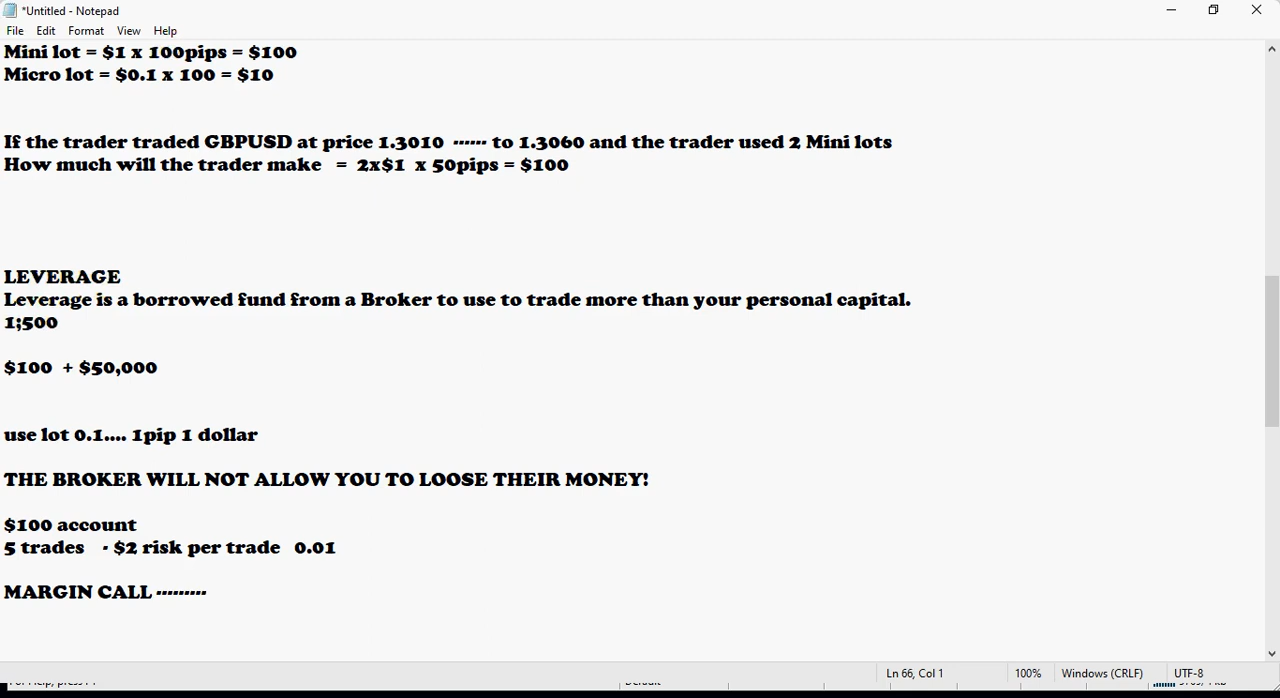 *Untitled - Notepad
File Edit Format View Help
Mini lot = $1 x 100pips = $100
Micro lot = $0.1 x 100 = $10
If the trader traded GBPUSD at price 1.3010 ------ to 1.3060 and the trader used 2 Mini lots
How much will the trader make = 2x$1 x 50pips = $100
LEVERAGE
Leverage is a borrowed fund from a Broker to use to trade more than your personal capital.
1;500
$100 + $50,000
use lot 0.1.... 1pip 1 dollar
THE BROKER WILL NOT ALLOW YOU TO LOOSE THEIR MONEY!
$100 account
5 trades - $2 risk per trade 0.01
MARGIN CALL ---------
Ln 66, Col 1 100% Windows (CRLF) UTF-8